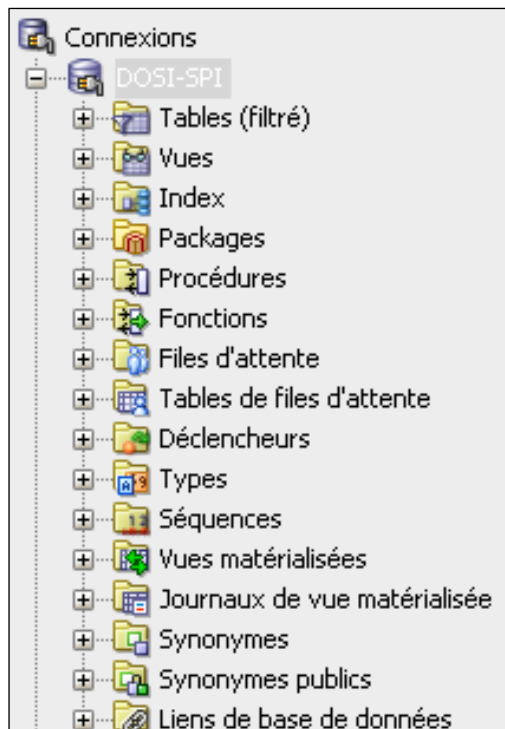 Connexions
DOSI-SPI
Tables (filtré)
Vues
Index
Packages
Procédures
Fonctions
Files d'attente
Tables de files d'attente
Déclencheurs
Types
Séquences
Vues matérialisées
Journaux de vue matérialisée
Synonymes
Synonymes publics
Liens de base de données